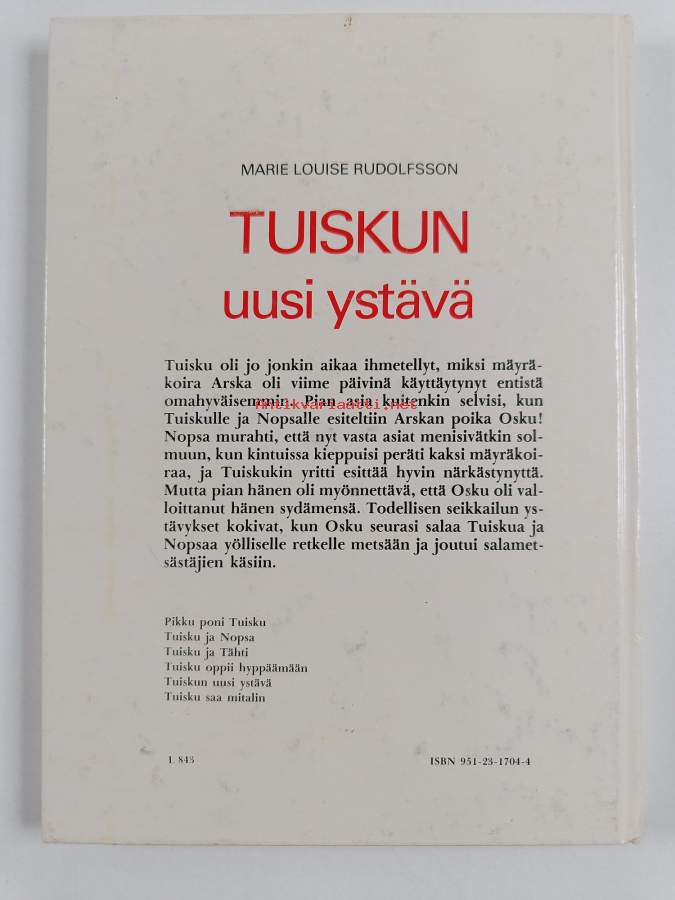 MARIE LOUISE RUDOLFSSON
TUISKUN
uusi ystävä
Tuisku oli jo jonkin aikaa ihmetellyt, miksi mäyrä-
koira Arska oli viime päivinä käyttäytynyt entistä
omahyväisemmin. Pian asia kuitenkin selvisi, kun
Antikvariaatti.net
Tuiskulle ja Nopsalle esiteltiin Arskan poika Osku!
Nopsa murahti, että nyt vasta asiat menisivätkin sol-
muun, kun kintuissa kieppuisi peräti kaksi mäyräkoi-
raa, ja Tuiskukin yritti esittää hyvin närkästynyttä.
Mutta pian hänen oli myönnettävä, että Osku oli val-
loittanut hänen sydämensä. Todellisen seikkailun ys-
tävykset kokivat, kun Osku seurasi salaa Tuiskua ja
Nopsaa yölliselle retkelle metsään ja joutui salamet-
sästäjien käsiin.
Pikku poni Tuisku
Tuisku ja Nopsa
Tuisku ja Tähti
Tuisku oppii hyppäämään
Tuiskun uusi ystävä
Tuisku saa mitalin
L 843
ISBN 951-23-1704-4